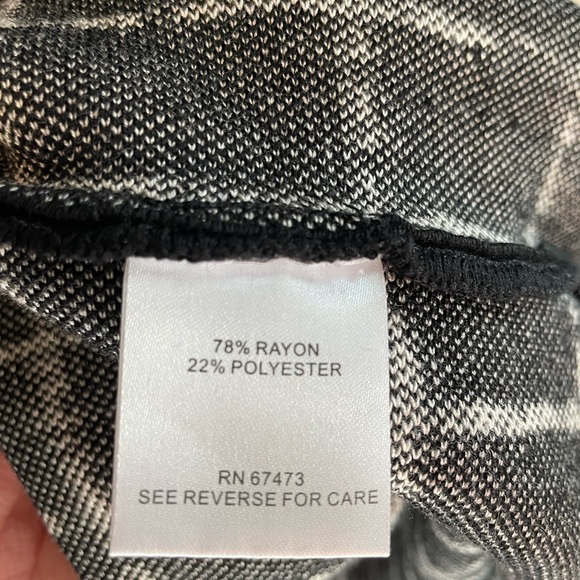 78% RAYON
22% POLYESTER
RN 67473
SEE REVERSE FOR CARE